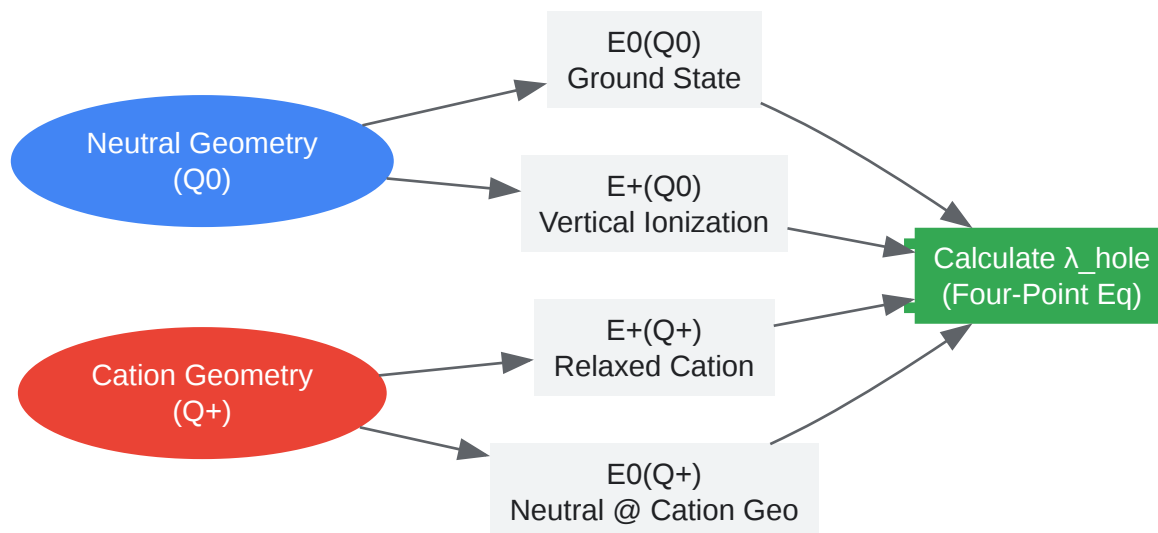 E0(Q0)
Ground State
Neutral Geometry
(Q0)
E+(Q0)
Vertical Ionization
Calculate λ_hole
(Four-Point Eq)
E+(Q+)
Relaxed Cation
Cation Geometry
(Q+)
E0(Q+)
Neutral @ Cation Geo